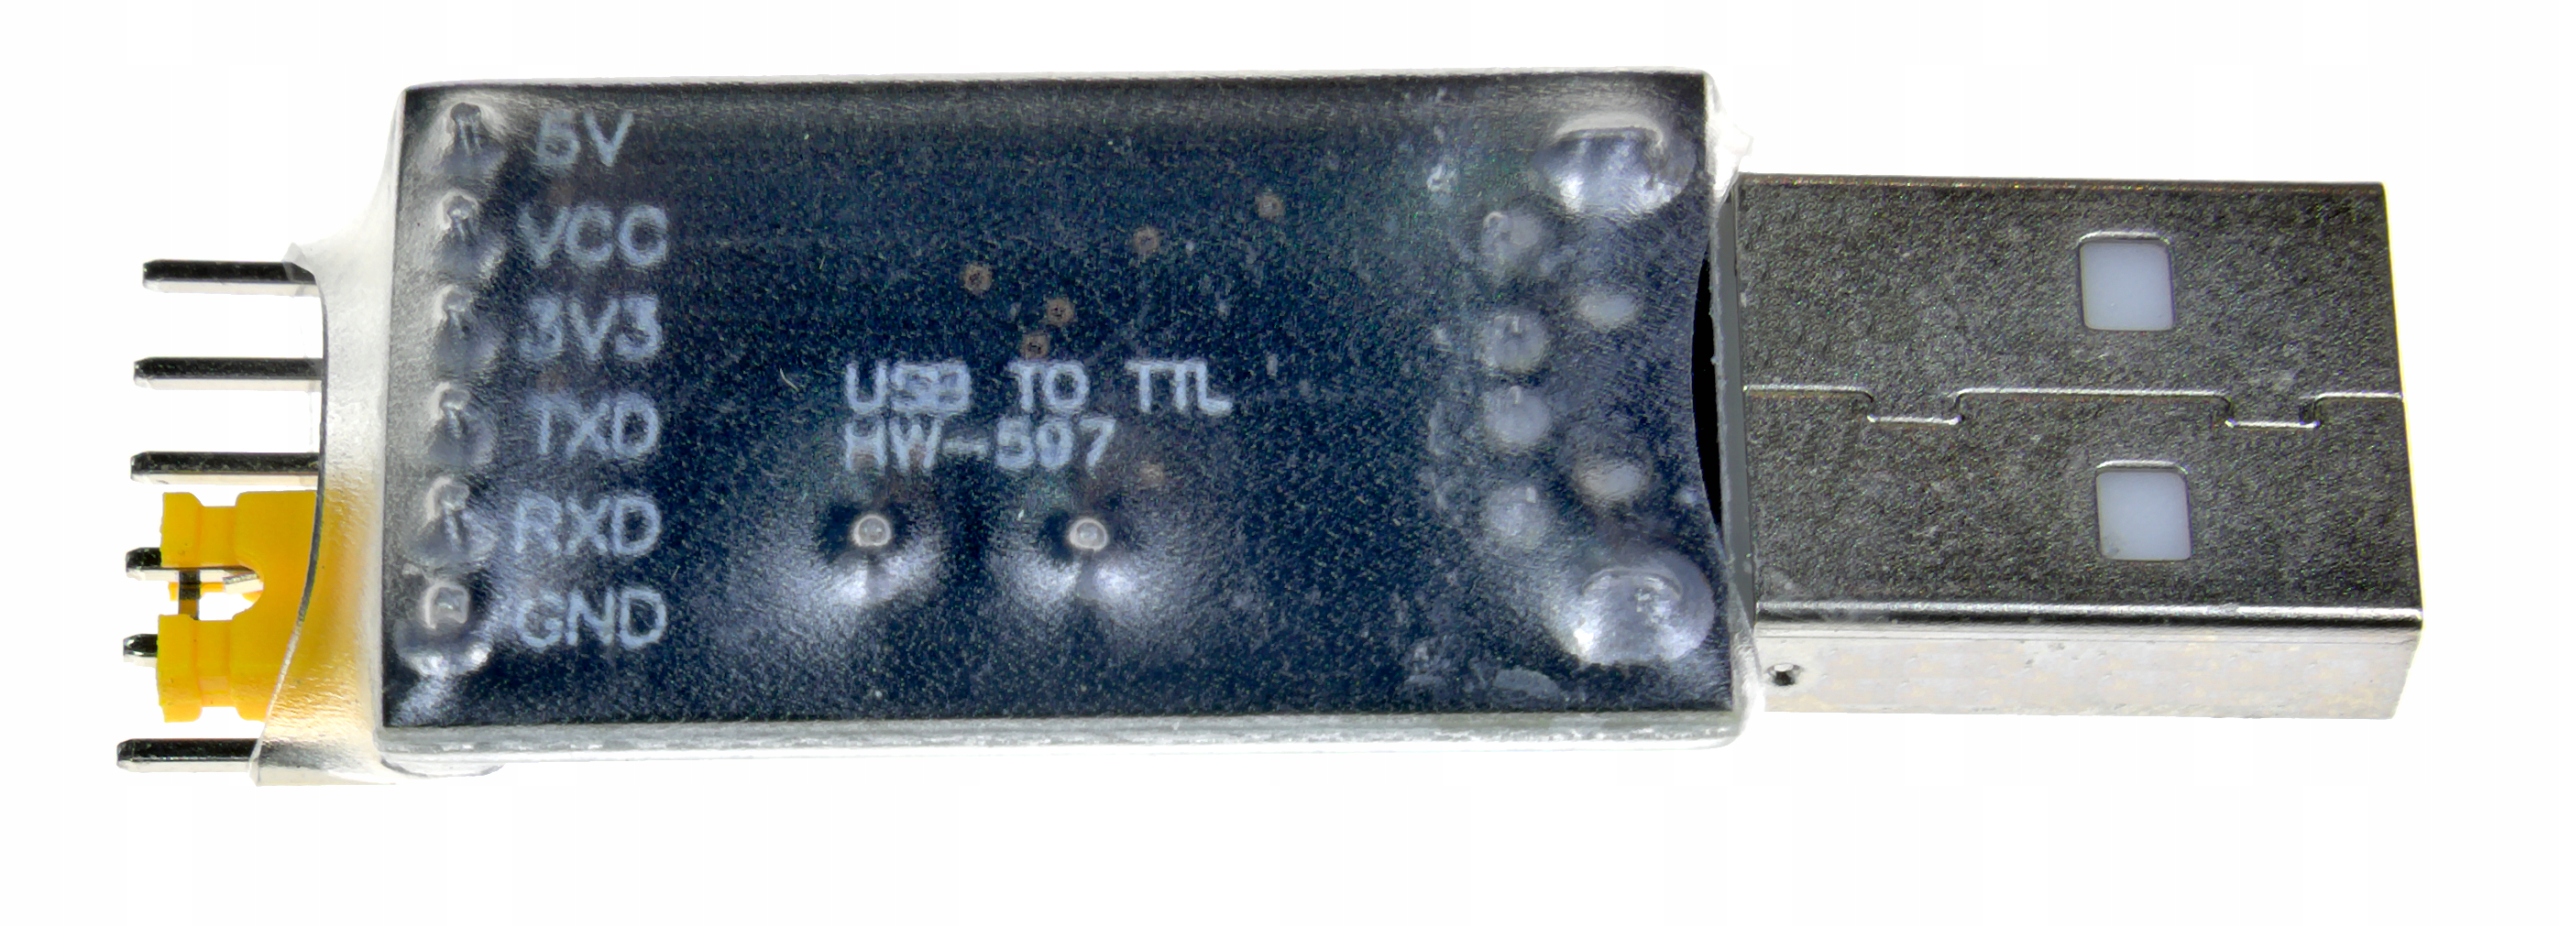 5V
VCC
3V3
TXD
RXD
GND
USB TO TTL
HW-597